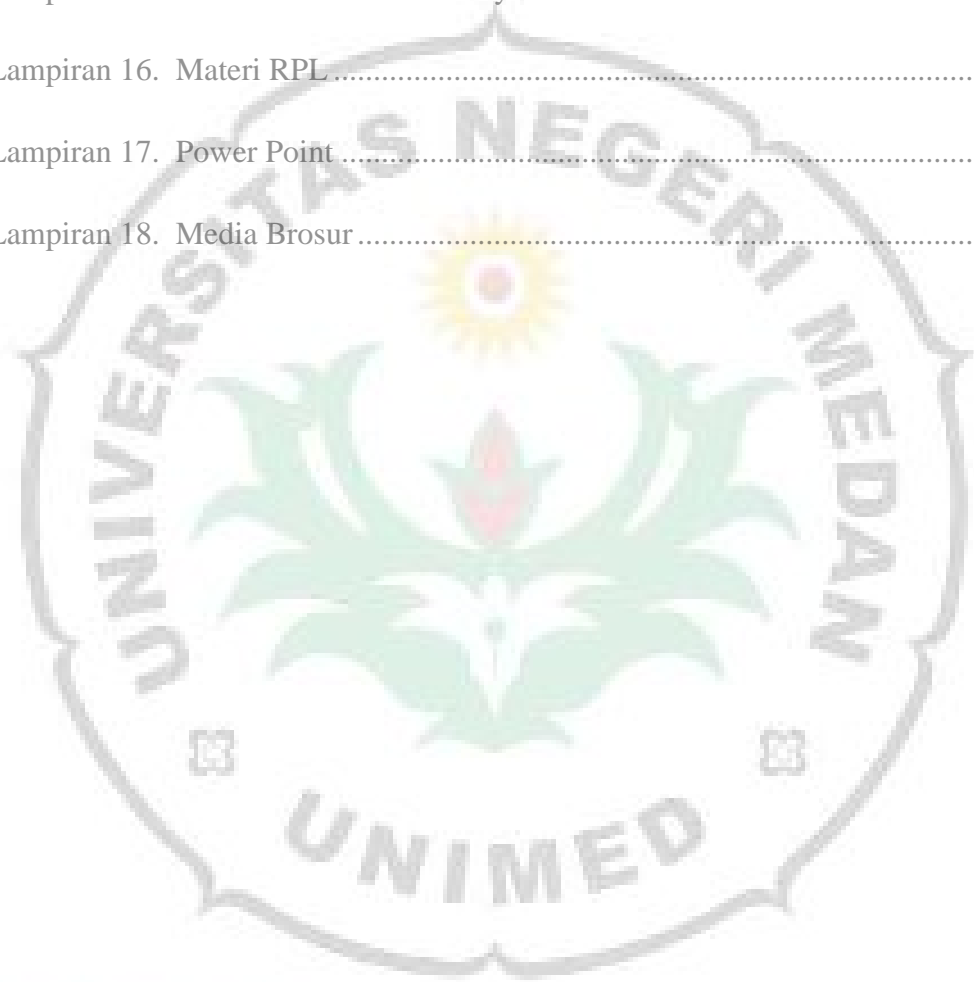 Lampiran 16. Materi RPL
Lampiran 17. Power Point
Lampiran 18. Media Brosur
UNIVERSITAS NEGERI MEDAN
UNIMED